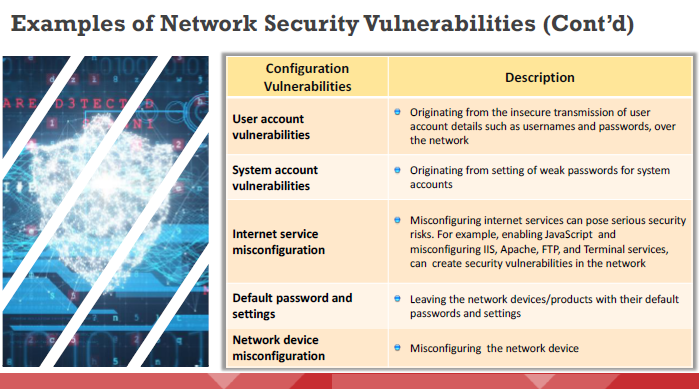 Examples of Network Security Vulnerabilities (Cont’d)
ARE D3TECT D
Configuration
Vulnerabilities
Description
User account
vulnerabilities
Originating from the insecure transmission of user
account details such as usernames and passwords, over
the network
System account
vulnerabilities
Originating from setting of weak passwords for system
accounts
Internet service
misconfiguration
Misconfiguring internet services can pose serious security
risks. For example, enabling JavaScript and
misconfiguring IIS, Apache, FTP, and Terminal services,
can create security vulnerabilities in the network
Default password and
settings
Leaving the network devices/products with their default
passwords and settings
Network device
misconfiguration
Misconfiguring the network device